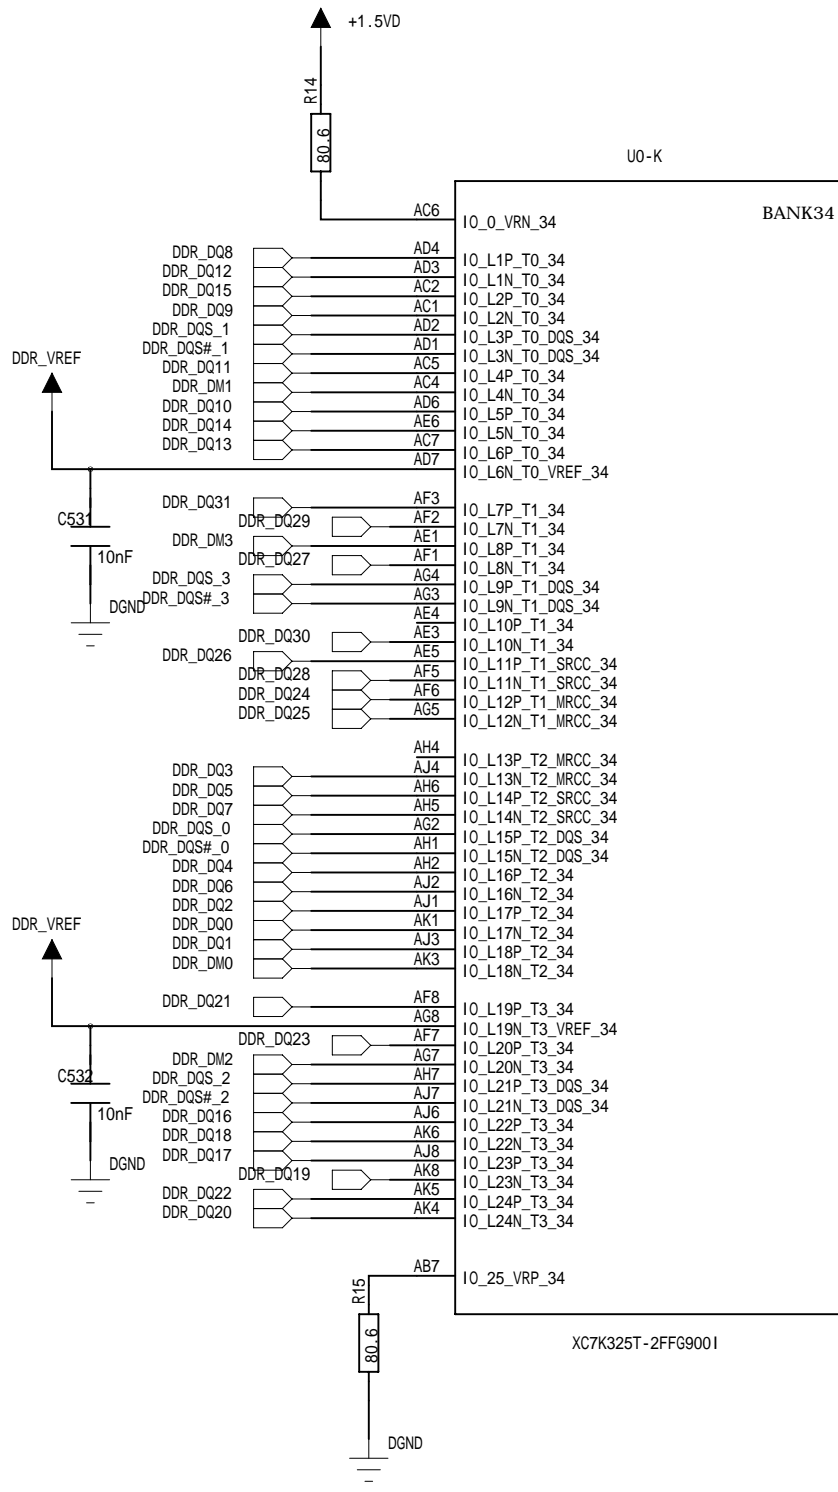 +1.5VD
R14
80.6
U0-K
BANK34
AC6 IO_0_VRN_34
DDR_DQ8 AD4 IO_L1P_T0_34
DDR_DQ12 AD3 IO_L1N_T0_34
DDR_DQ15 AC2 IO_L2P_T0_34
DDR_DQ9 AC1 IO_L2N_T0_34
DDR_DQS_1 AD2 IO_L3P_T0_DQS_34
DDR_DQS#_1 AD1 IO_L3N_T0_DQS_34
DDR_VREF
DDR_DQ11 AC5 IO_L4P_T0_34
DDR_DM1 AC4 IO_L4N_T0_34
DDR_DQ10 AD6 IO_L5P_T0_34
DDR_DQ14 AE6 IO_L5N_T0_34
DDR_DQ13 AC7 IO_L6P_T0_34
AD7 IO_L6N_T0_VREF_34
DDR_DQ31 AF3 IO_L7P_T1_34
C531
DDR_DQ29 AF2 IO_L7N_T1_34
DDR_DM3 AE1 IO_L8P_T1_34
10nF
DDR_DQ27 AF1 IO_L8N_T1_34
DDR_DQS_3 AG4 IO_L9P_T1_DQS_34
DGND
DDR_DQS#_3 AG3 IO_L9N_T1_DQS_34
AE4 IO_L10P_T1_34
DDR_DQ30 AE3 IO_L10N_T1_34
DDR_DQ26 AE5 IO_L11P_T1_SRCC_34
DDR_DQ28 AF5 IO_L11N_T1_SRCC_34
DDR_DQ24 AF6 IO_L12P_T1_MRCC_34
DDR_DQ25 AG5 IO_L12N_T1_MRCC_34
AH4 IO_L13P_T2_MRCC_34
DDR_DQ3 AJ4 IO_L13N_T2_MRCC_34
DDR_DQ5 AH6 IO_L14P_T2_SRCC_34
DDR_DQ7 AH5 IO_L14N_T2_SRCC_34
DDR_DQS_0 AG2 IO_L15P_T2_DQS_34
DDR_DQS#_0 AH1 IO_L15N_T2_DQS_34
DDR_DQ4 AH2 IO_L16P_T2_34
DDR_DQ6 AJ2 IO_L16N_T2_34
DDR_DQ2 AJ1 IO_L17P_T2_34
DDR_VREF
DDR_DQ0 AK1 IO_L17N_T2_34
DDR_DQ1 AJ3 IO_L18P_T2_34
DDR_DM0 AK3 IO_L18N_T2_34
DDR_DQ21 AF8 IO_L19P_T3_34
AG8 IO_L19N_T3_VREF_34
DDR_DQ23 AF7 IO_L20P_T3_34
DDR_DM2 AG7 IO_L20N_T3_34
C532
DDR_DQS_2 AH7 IO_L21P_T3_DQS_34
DDR_DQS#_2 AJ7 IO_L21N_T3_DQS_34
10nF
DDR_DQ16 AJ6 IO_L22P_T3_34
DDR_DQ18 AK6 IO_L22N_T3_34
DDR_DQ17 AJ8 IO_L23P_T3_34
DGND
DDR_DQ19 AK8 IO_L23N_T3_34
DDR_DQ22 AK5 IO_L24P_T3_34
DDR_DQ20 AK4 IO_L24N_T3_34
AB7 IO_25_VRP_34
R15
80.6
XC7K325T-2FFG900I
DGND